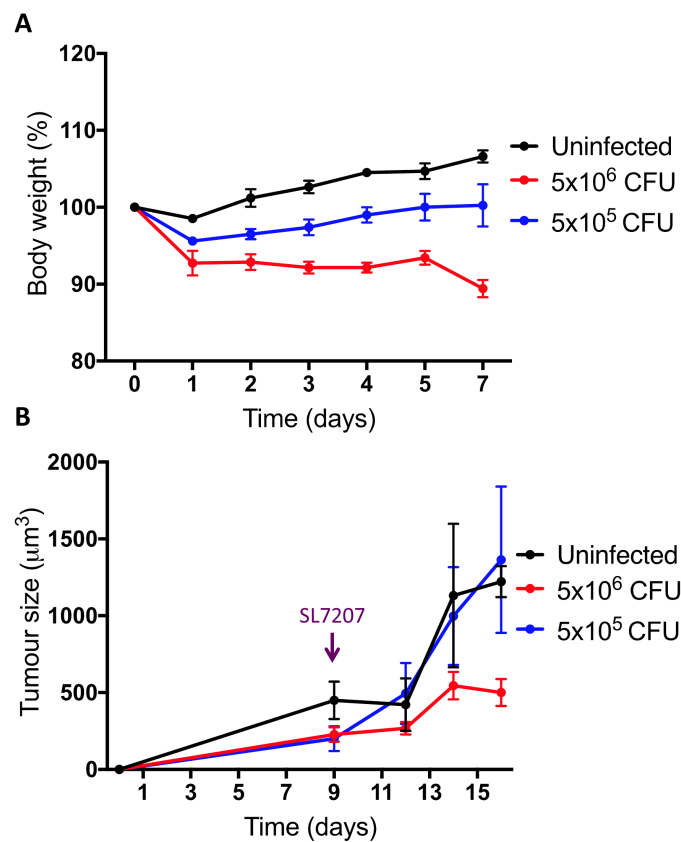 A
120
110
100
90
80
Body weight (%)
0 1 2 3 4 5 7
Time (days)
Uninfected
5x10⁶ CFU
5x10⁵ CFU
B
2000
1500
1000
500
0
Tumour size (μm³)
SL7207
1 3 5 7 9 11 13 15
Time (days)
Uninfected
5x10⁶ CFU
5x10⁵ CFU